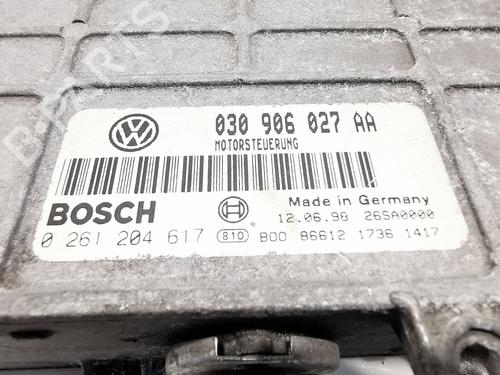 B-PARTS
030 906 027 AA
MOTORSTEUERUNG
BOSCH
Made in Germany
12.06.98 26SA0000
0 261 204 617 810 B00 86612 1736 1417